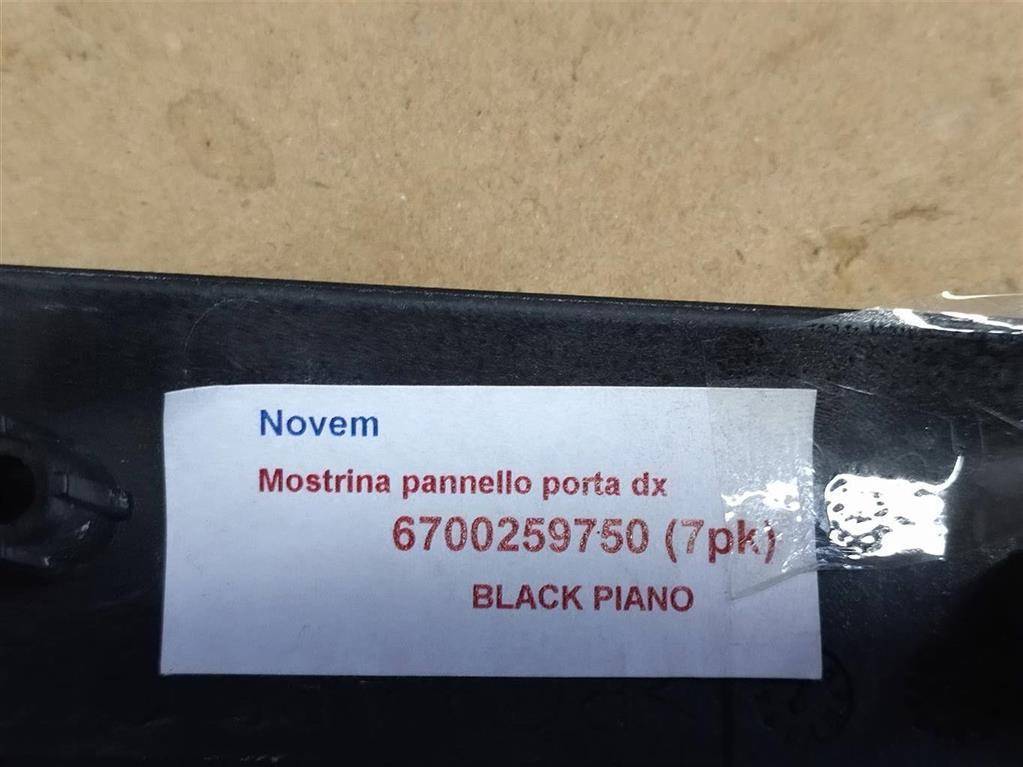 Novem
Mostrina pannello porta dx
6700259750 (7pk)
BLACK PIANO